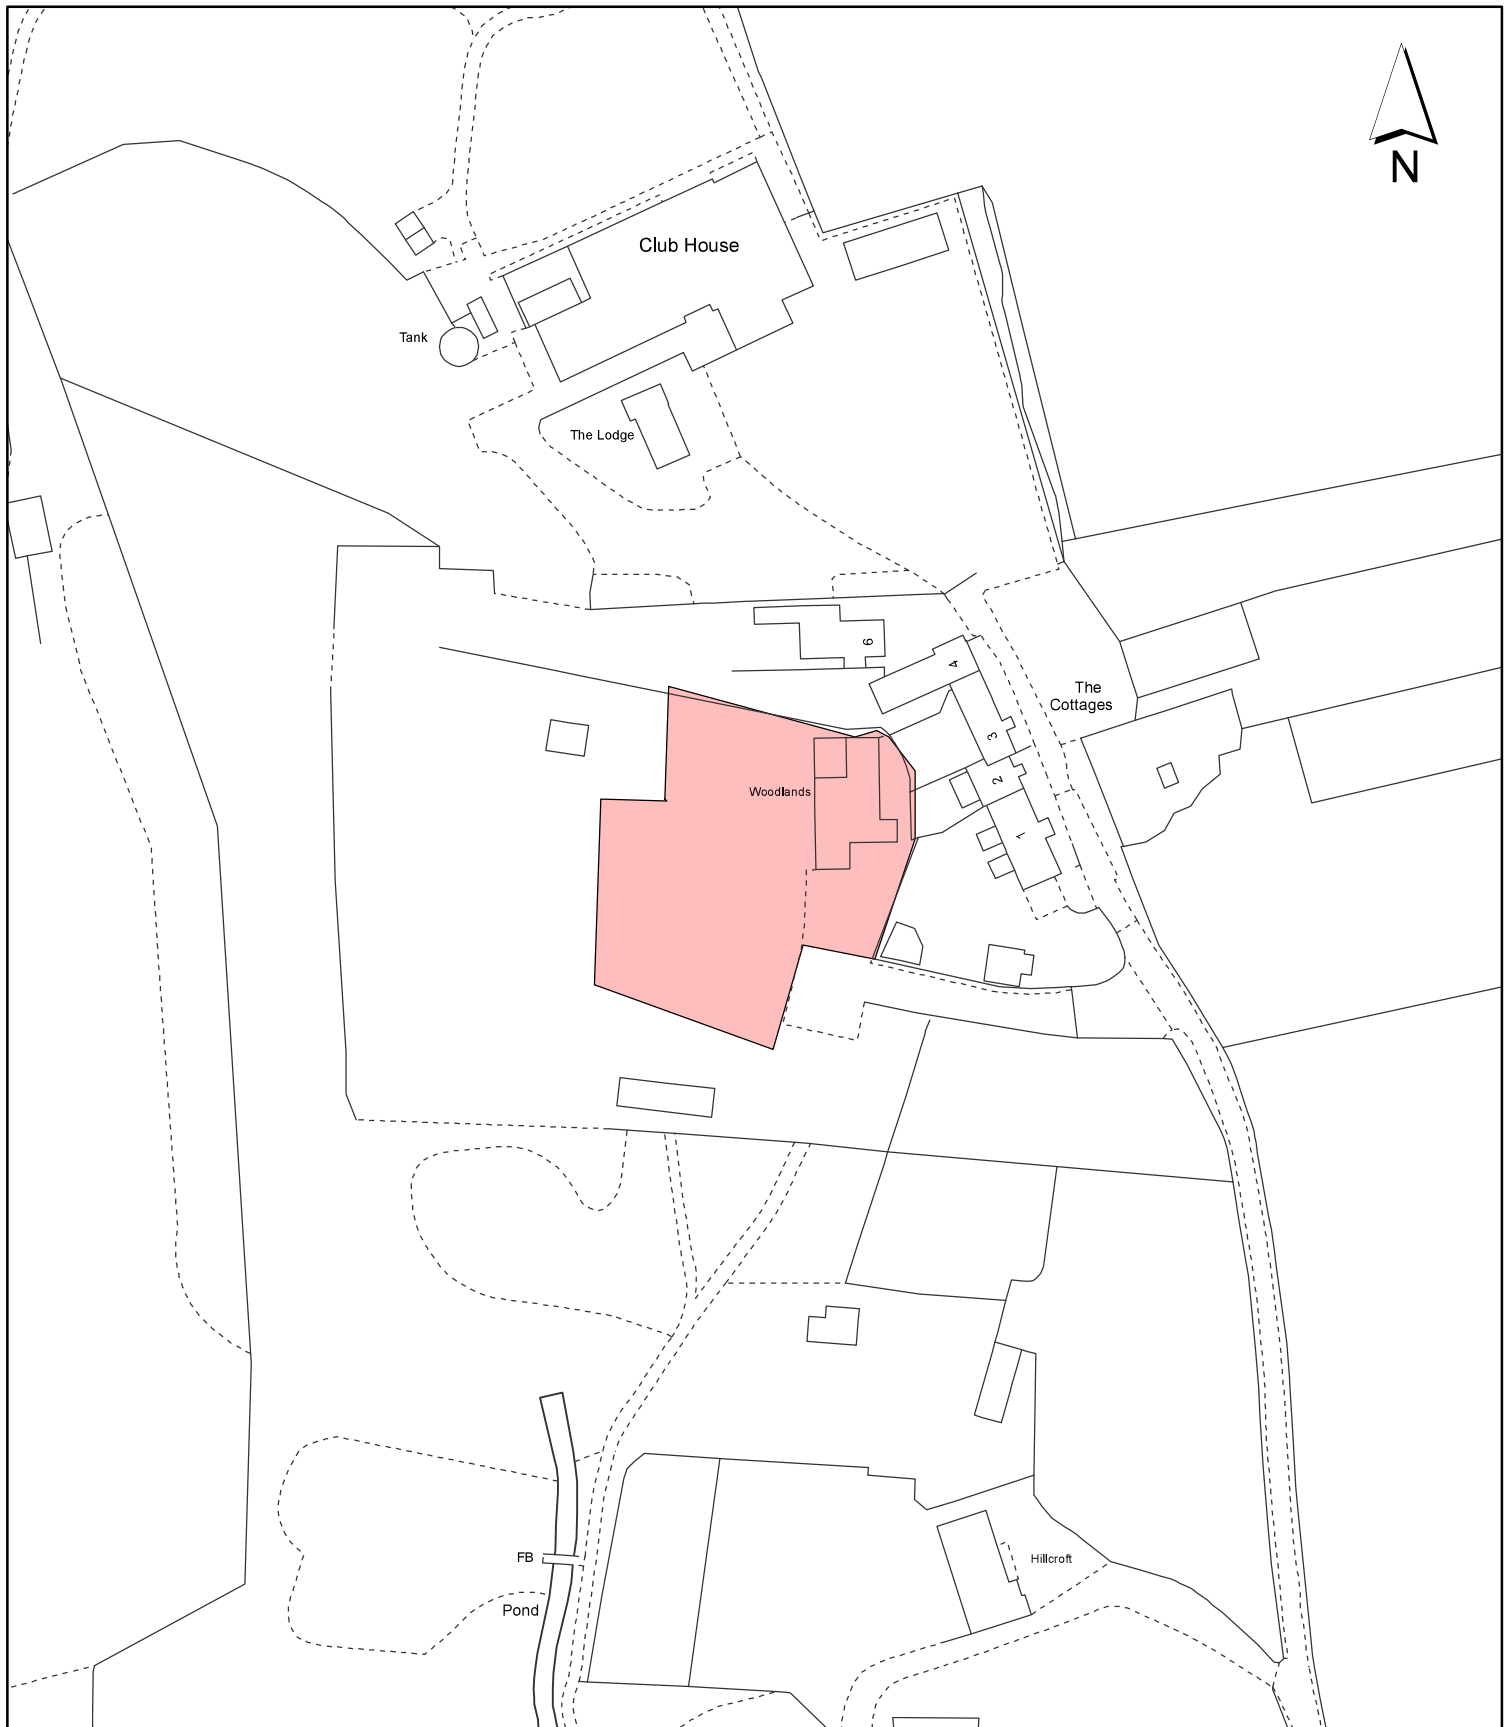 N
Club House
Tank
The Lodge
6
4
The
Cottages
3
2
Woodlands
1
FB
Hillcroft
Pond